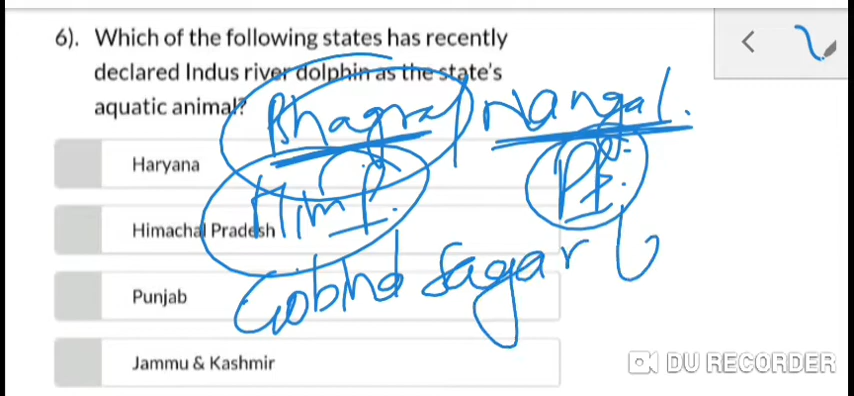 6). Which of the following states has recently
declared Indus river dolphin as the state's
aquatic animal?
Bhagra Nangal.
Haryana
Him P.
Himachal Pradesh
Gobind Sagar
Punjab
Jammu & Kashmir
DU RECORDER